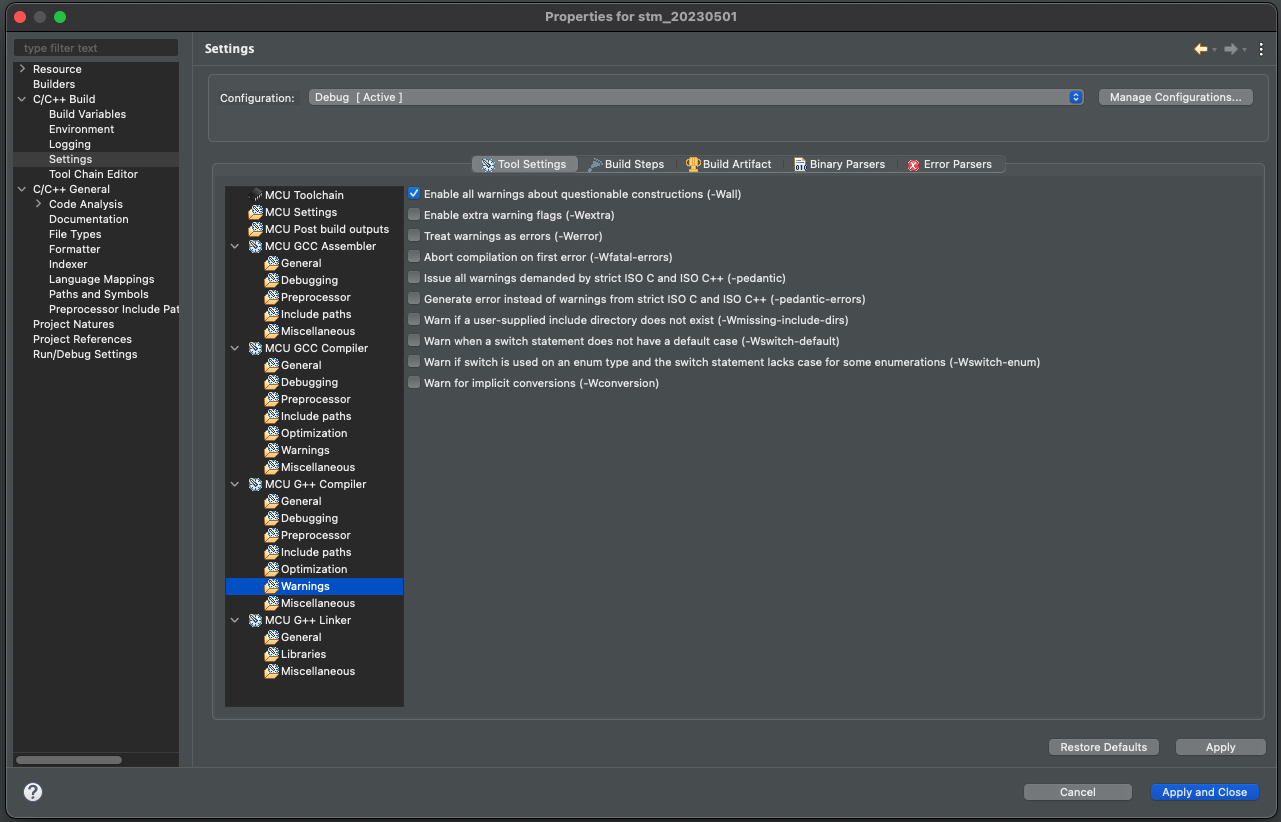 Properties for stm_20230501
type filter text
Resource
Builders
C/C++ Build
Build Variables
Environment
Logging
Settings
Tool Chain Editor
C/C++ General
Code Analysis
Documentation
File Types
Formatter
Indexer
Language Mappings
Paths and Symbols
Preprocessor Include Pat
Project Natures
Project References
Run/Debug Settings
Settings
Configuration:
Debug [ Active ]
Manage Configurations...
Tool Settings
Build Steps
Build Artifact
Binary Parsers
Error Parsers
MCU Toolchain
MCU Settings
MCU Post build outputs
MCU GCC Assembler
General
Debugging
Preprocessor
Include paths
Miscellaneous
MCU GCC Compiler
General
Debugging
Preprocessor
Include paths
Optimization
Warnings
Miscellaneous
MCU G++ Compiler
General
Debugging
Preprocessor
Include paths
Optimization
Warnings
Miscellaneous
MCU G++ Linker
General
Libraries
Miscellaneous
Enable all warnings about questionable constructions (-Wall)
Enable extra warning flags (-Wextra)
Treat warnings as errors (-Werror)
Abort compilation on first error (-Wfatal-errors)
Issue all warnings demanded by strict ISO C and ISO C++ (-pedantic)
Generate error instead of warnings from strict ISO C and ISO C++ (-pedantic-errors)
Warn if a user-supplied include directory does not exist (-Wmissing-include-dirs)
Warn when a switch statement does not have a default case (-Wswitch-default)
Warn if switch is used on an enum type and the switch statement lacks case for some enumerations (-Wswitch-enum)
Warn for implicit conversions (-Wconversion)
Restore Defaults
Apply
?
Cancel
Apply and Close